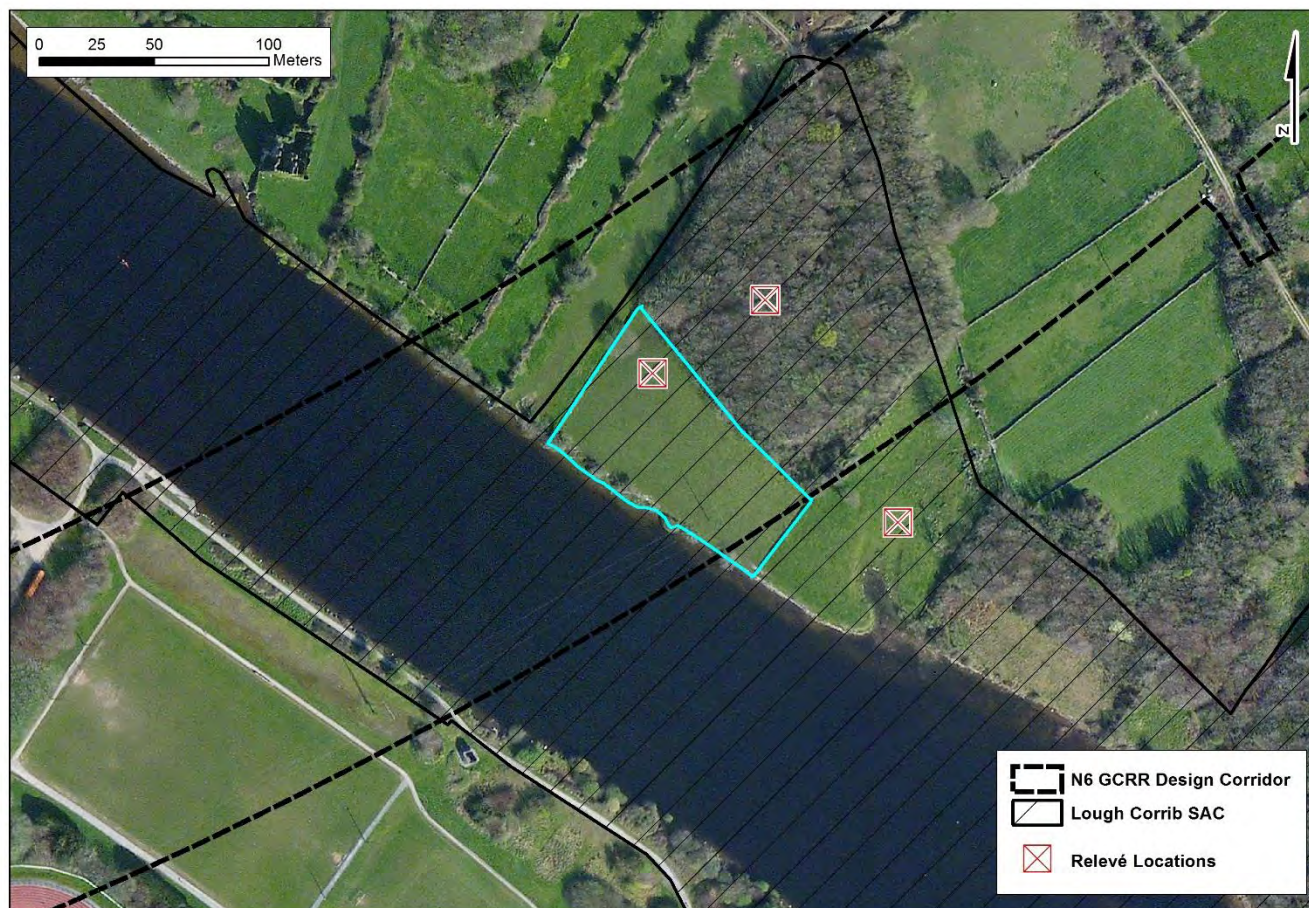 0 25 50 100
Meters
N
N6 GCRR Design Corridor
Lough Corrib SAC
Relevé Locations